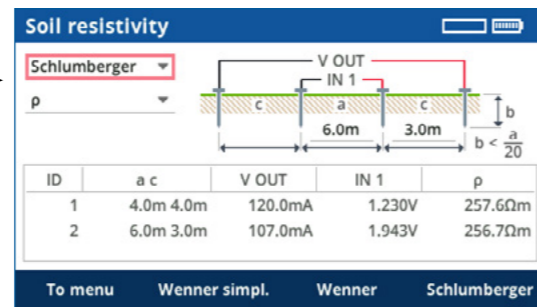 Soil resistivity
Schlumberger
ρ
V OUT
IN 1
c a c
6.0m 3.0m
b
b < a/20
ID a c V OUT IN 1 ρ
1 4.0m 4.0m 120.0mA 1.230V 257.6Ωm
2 6.0m 3.0m 107.0mA 1.943V 256.7Ωm
To menu Wenner simpl. Wenner Schlumberger